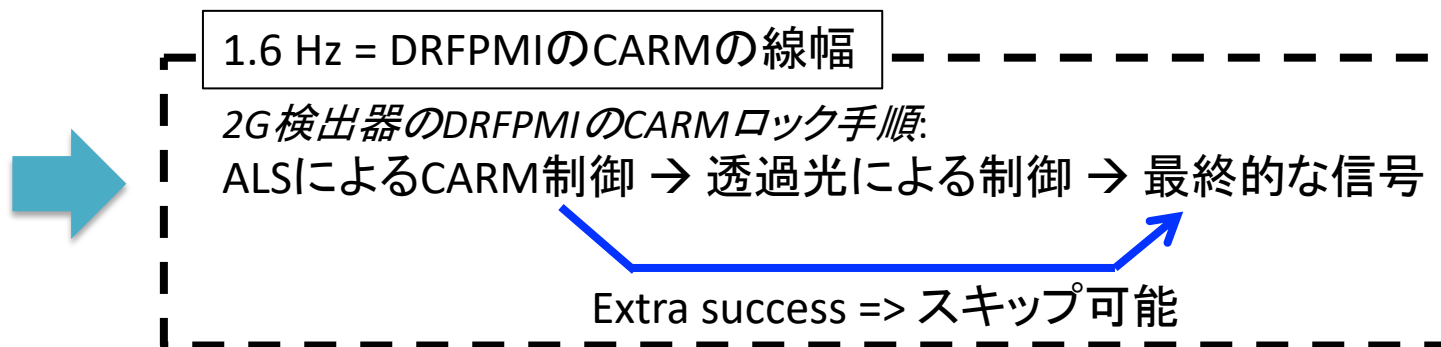 1.6 Hz = DRFPMIのCARMの線幅
2G検出器のDRFPMIのCARMロック手順:
ALSによるCARM制御 → 透過光による制御 → 最終的な信号
Extra success => スキップ可能